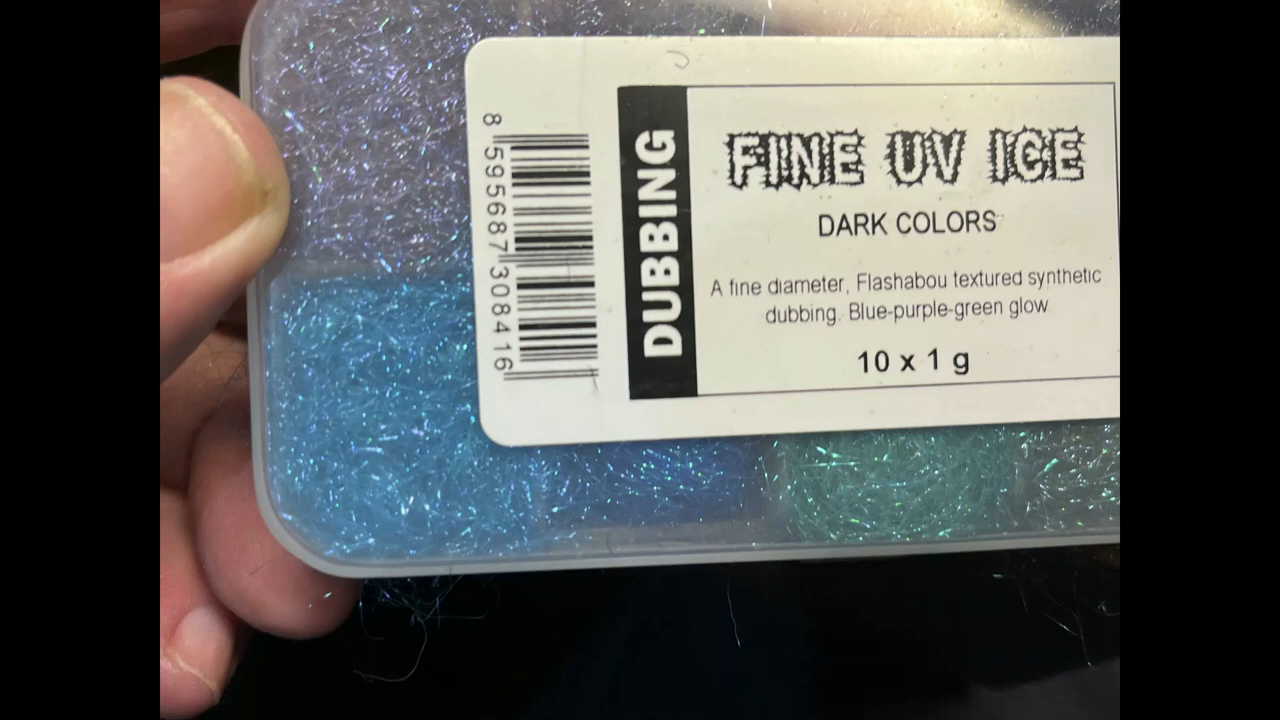 8 595687 308416
DUBBING
FINE UV ICE
DARK COLORS
A fine diameter, Flashabou textured synthetic
dubbing. Blue-purple-green glow
10 x 1 g